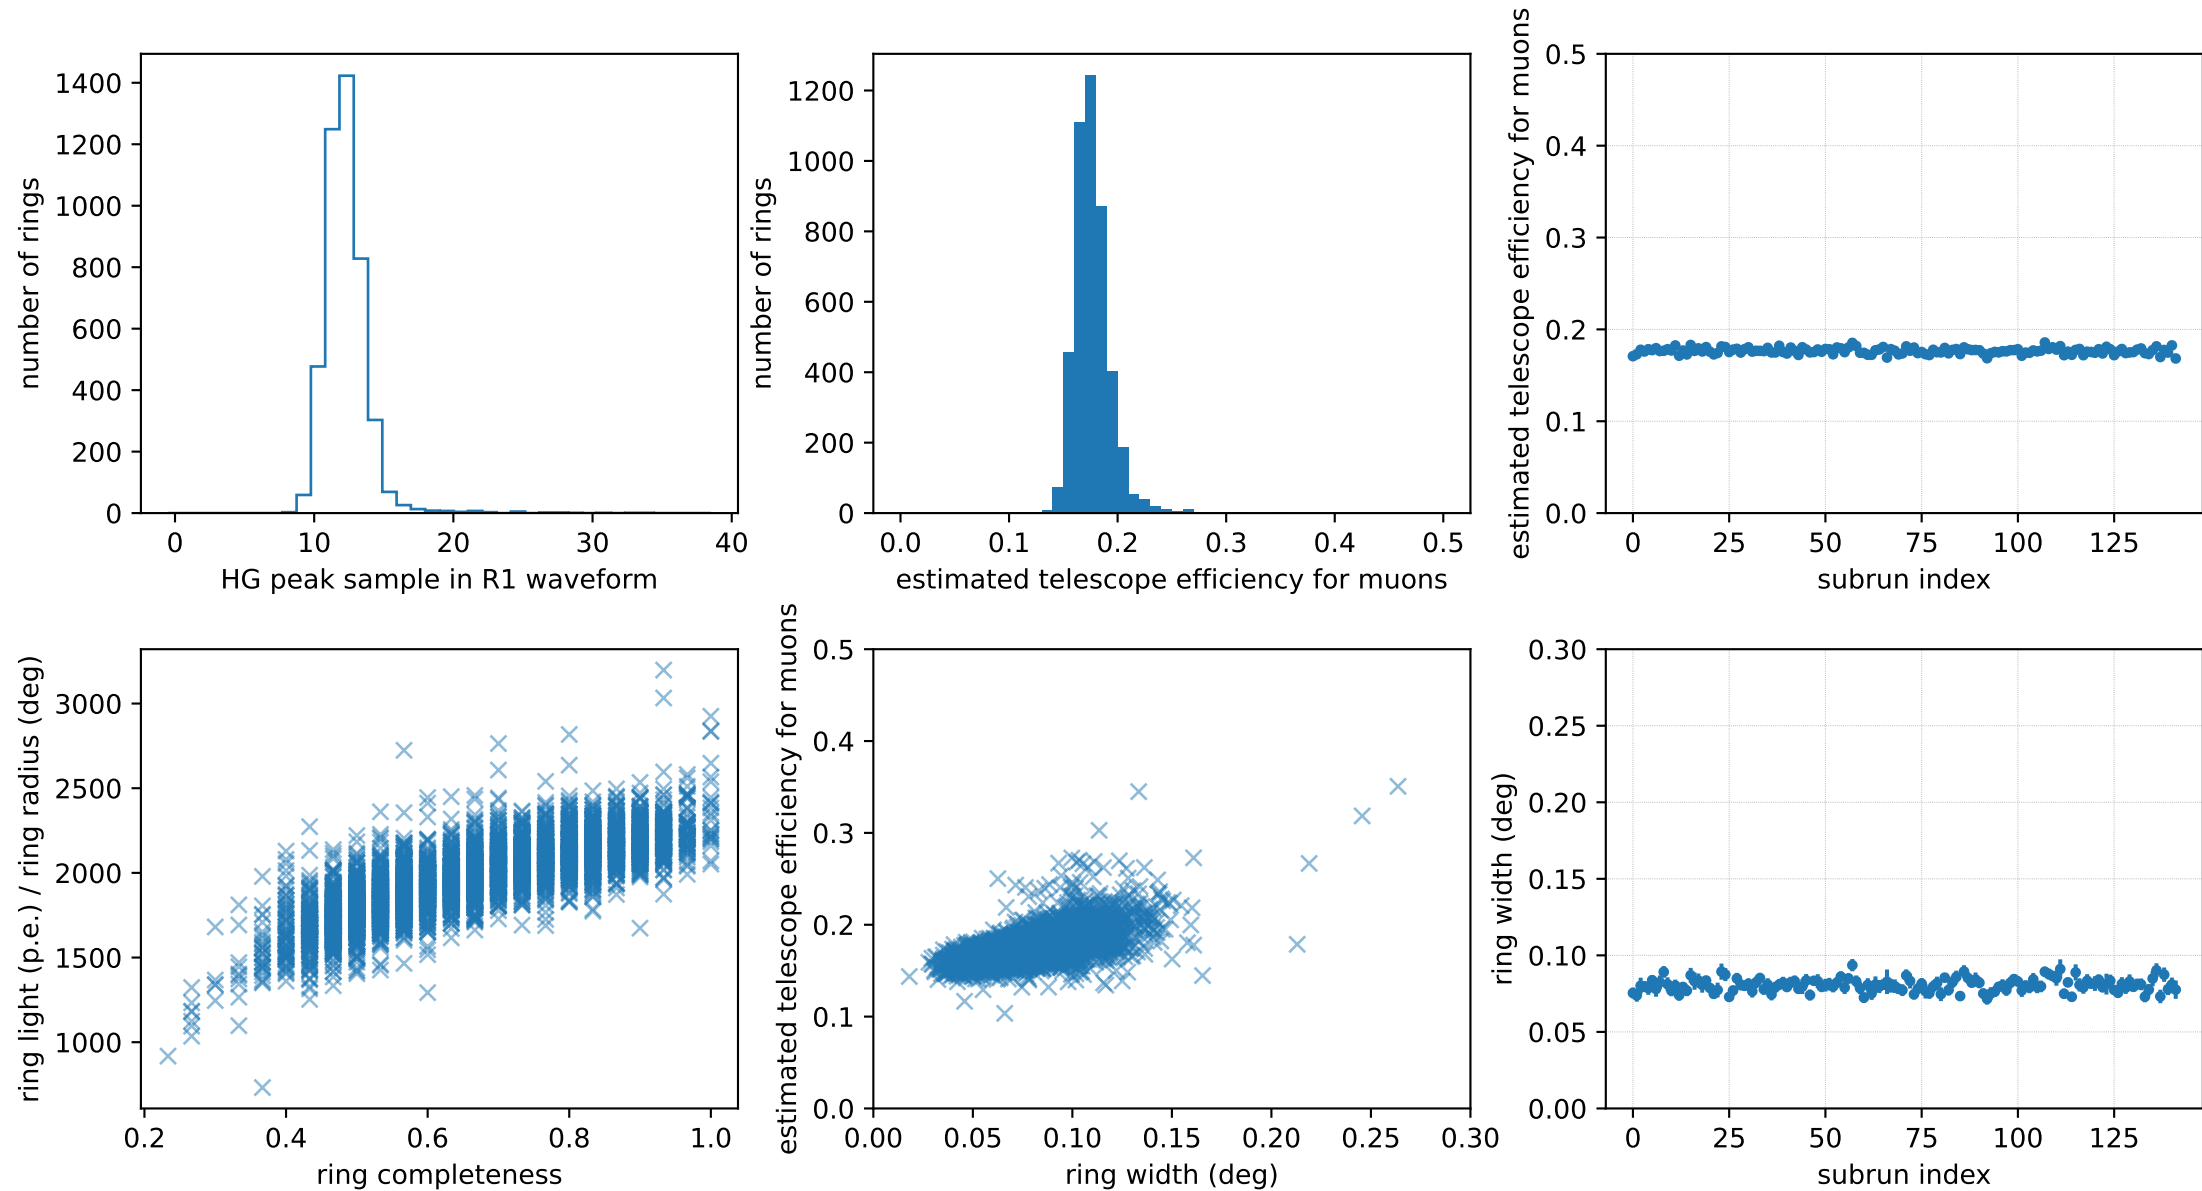 number of rings
1400
1200
1000
800
600
400
200
0
0 10 20 30 40
HG peak sample in R1 waveform
number of rings
1200
1000
800
600
400
200
0
0.0 0.1 0.2 0.3 0.4 0.5
estimated telescope efficiency for muons
estimated telescope efficiency for muons
0.5
0.4
0.3
0.2
0.1
0.0
0 25 50 75 100 125
subrun index
ring light (p.e.) / ring radius (deg)
3000
2500
2000
1500
1000
0.2 0.4 0.6 0.8 1.0
ring completeness
estimated telescope efficiency for muons
0.5
0.4
0.3
0.2
0.1
0.0
0.00 0.05 0.10 0.15 0.20 0.25 0.30
ring width (deg)
ring width (deg)
0.30
0.25
0.20
0.15
0.10
0.05
0.00
0 25 50 75 100 125
subrun index